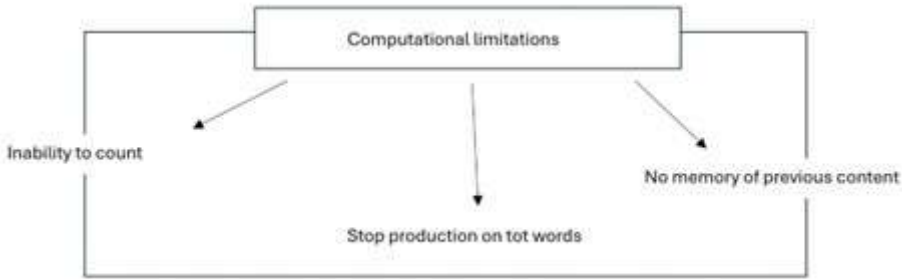 Computational limitations
Inability to count
No memory of previous content
Stop production on tot words